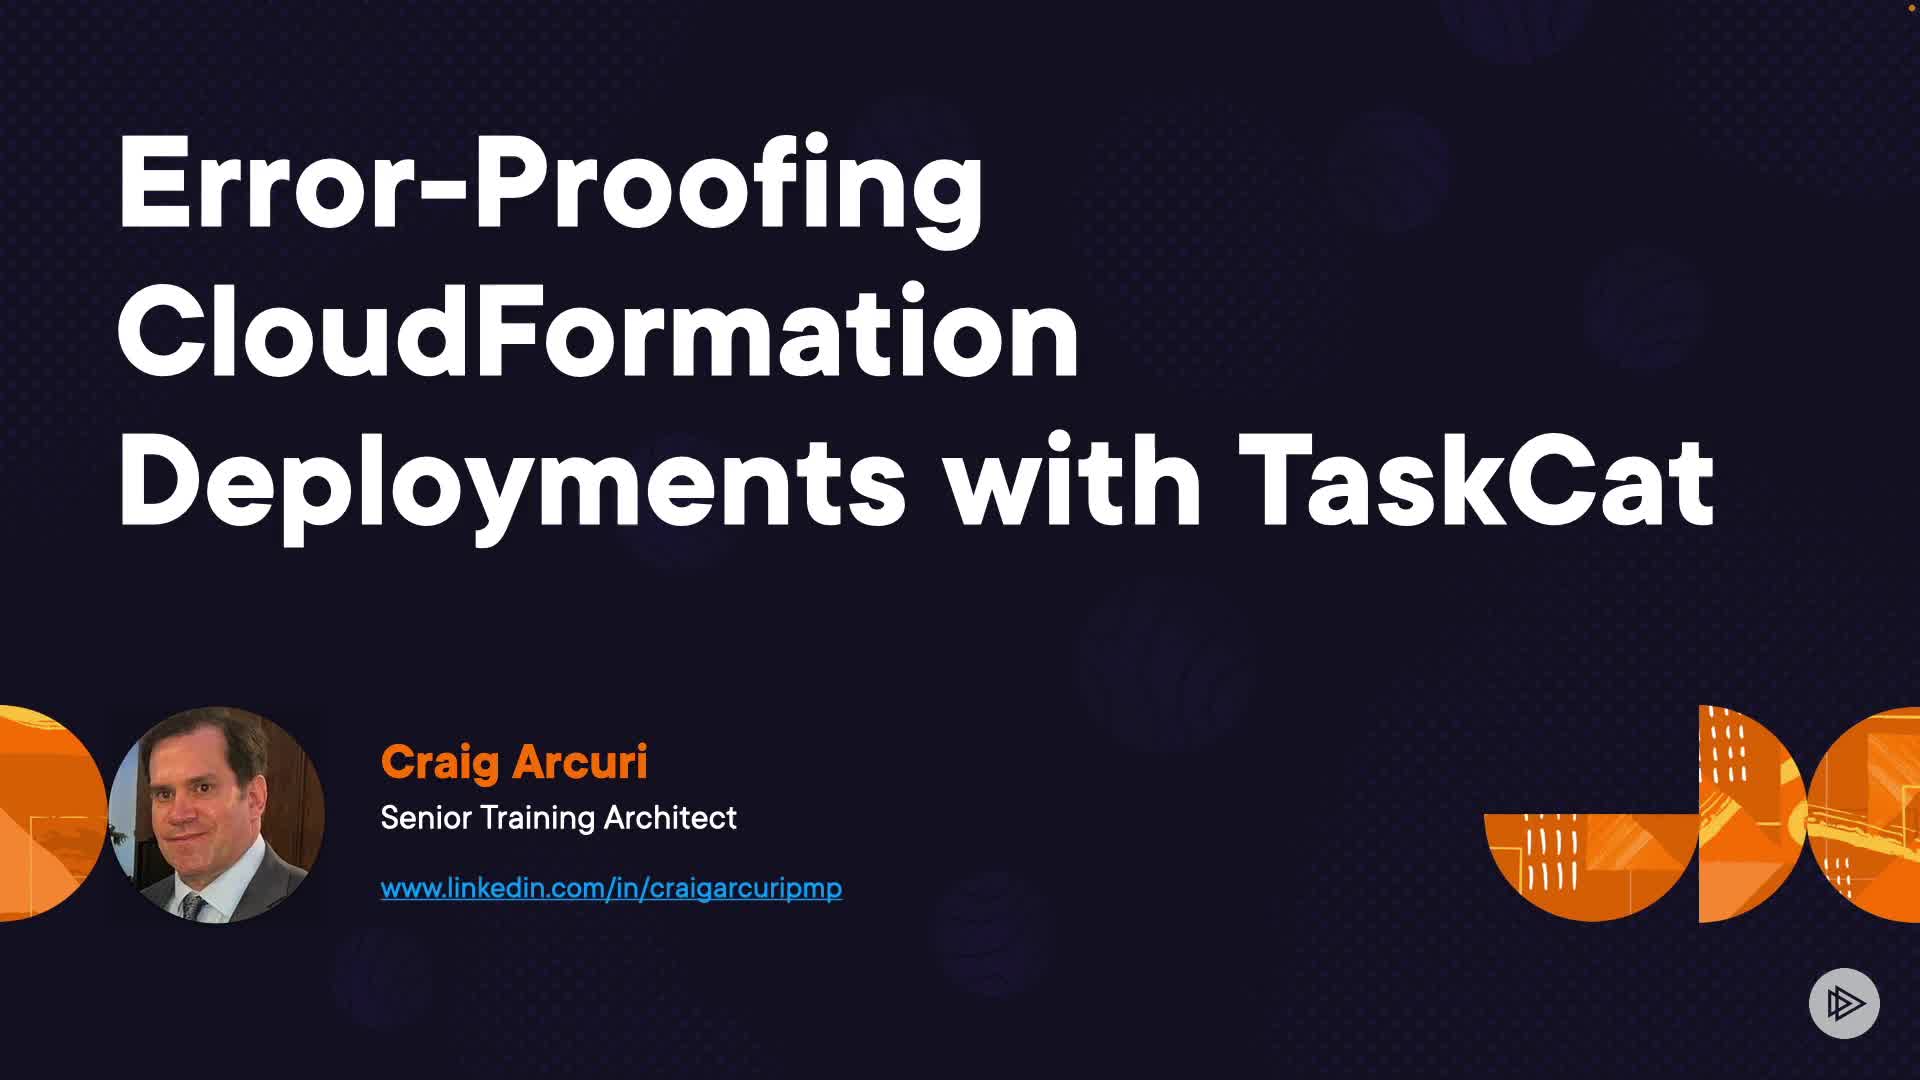 Error-Proofing
CloudFormation
Deployments with TaskCat
Craig Arcuri
Senior Training Architect
www.linkedin.com/in/craigarcuripmp